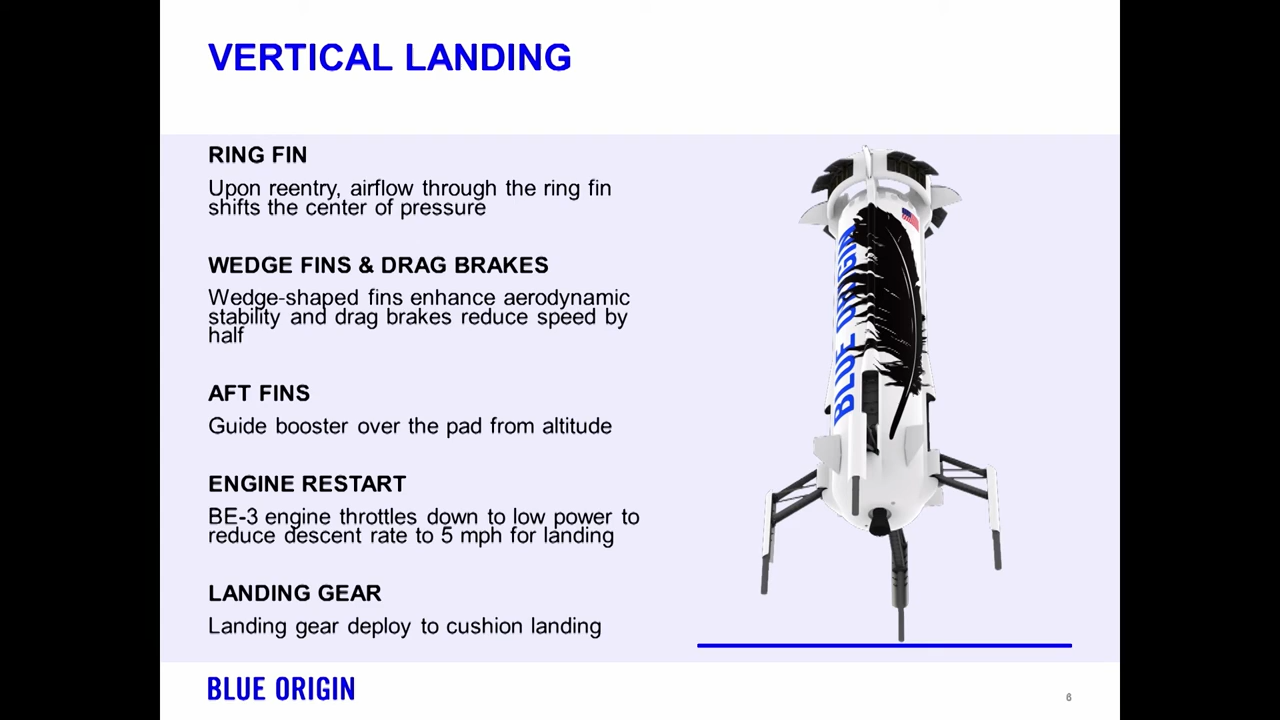 VERTICAL LANDING
RING FIN
Upon reentry, airflow through the ring fin
shifts the center of pressure
WEDGE FINS & DRAG BRAKES
Wedge-shaped fins enhance aerodynamic
stability and drag brakes reduce speed by
half
AFT FINS
Guide booster over the pad from altitude
ENGINE RESTART
BE-3 engine throttles down to low power to
reduce descent rate to 5 mph for landing
LANDING GEAR
Landing gear deploy to cushion landing
BLUE ORIGIN
BLUE ORIGIN
6